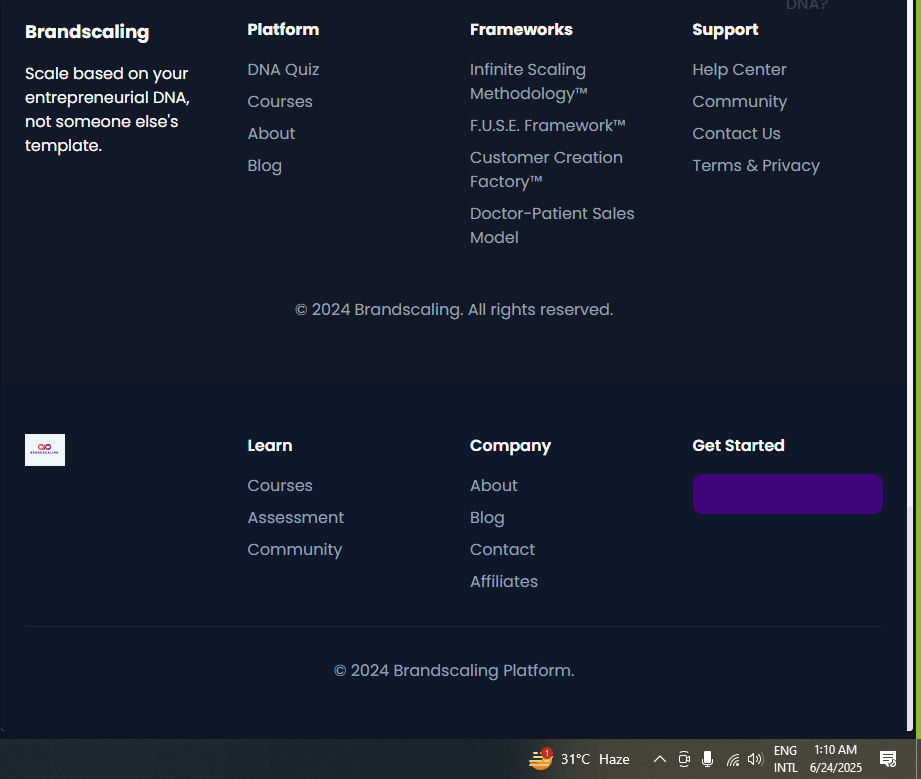 DNA?
Brandscaling
Scale based on your
entrepreneurial DNA,
not someone else's
template.
Platform
DNA Quiz
Courses
About
Blog
Frameworks
Infinite Scaling
Methodology™
F.U.S.E. Framework™
Customer Creation
Factory™
Doctor-Patient Sales
Model
Support
Help Center
Community
Contact Us
Terms & Privacy
© 2024 Brandscaling. All rights reserved.
BRANDSCALING
Learn
Courses
Assessment
Community
Company
About
Blog
Contact
Affiliates
Get Started
© 2024 Brandscaling Platform.
1
31°C Haze
ENG
INTL
1:10 AM
6/24/2025